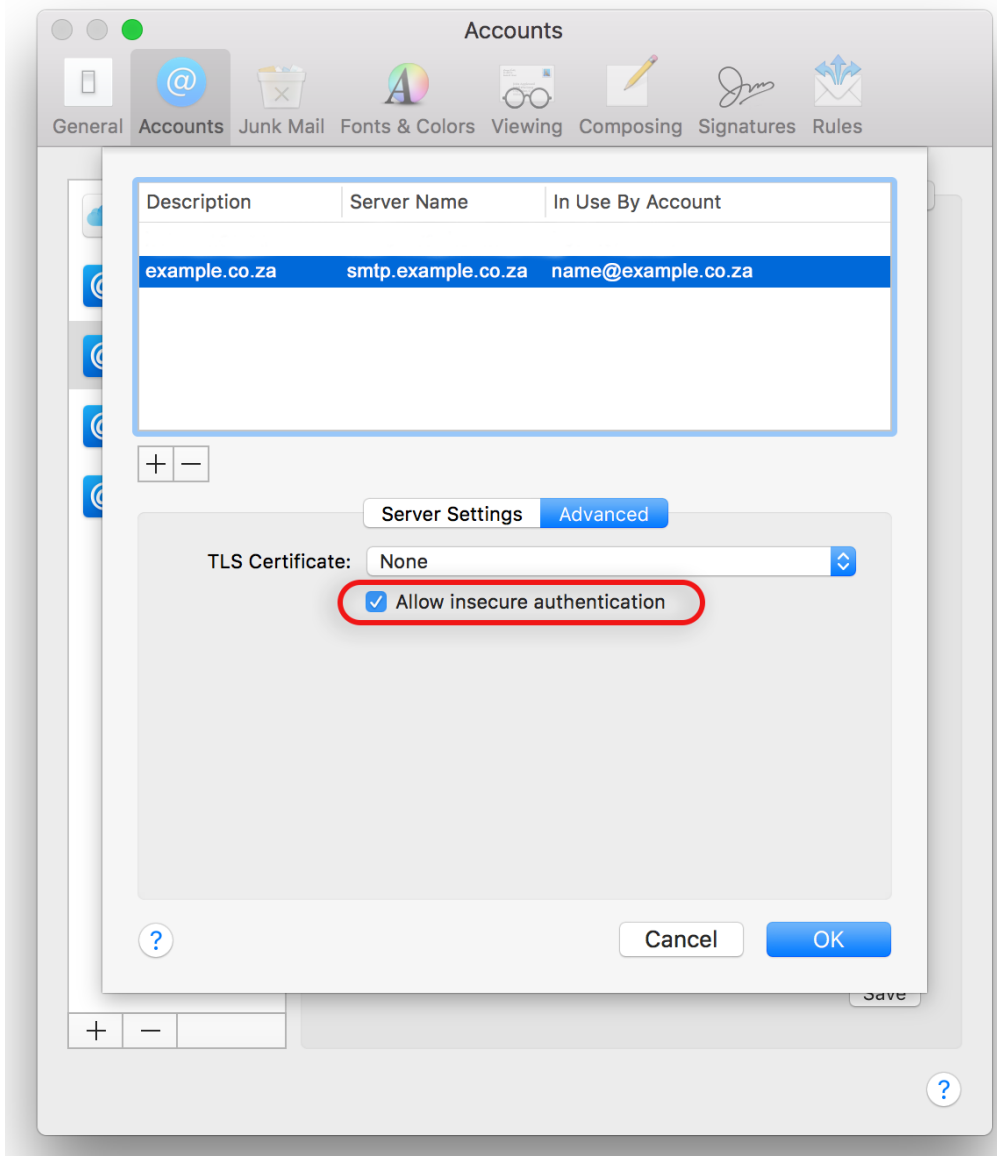 Accounts
General Accounts Junk Mail Fonts & Colors Viewing Composing Signatures Rules
Description Server Name In Use By Account
example.co.za smtp.example.co.za name@example.co.za
Server Settings Advanced
TLS Certificate: None
Allow insecure authentication
? Cancel OK
Save
?